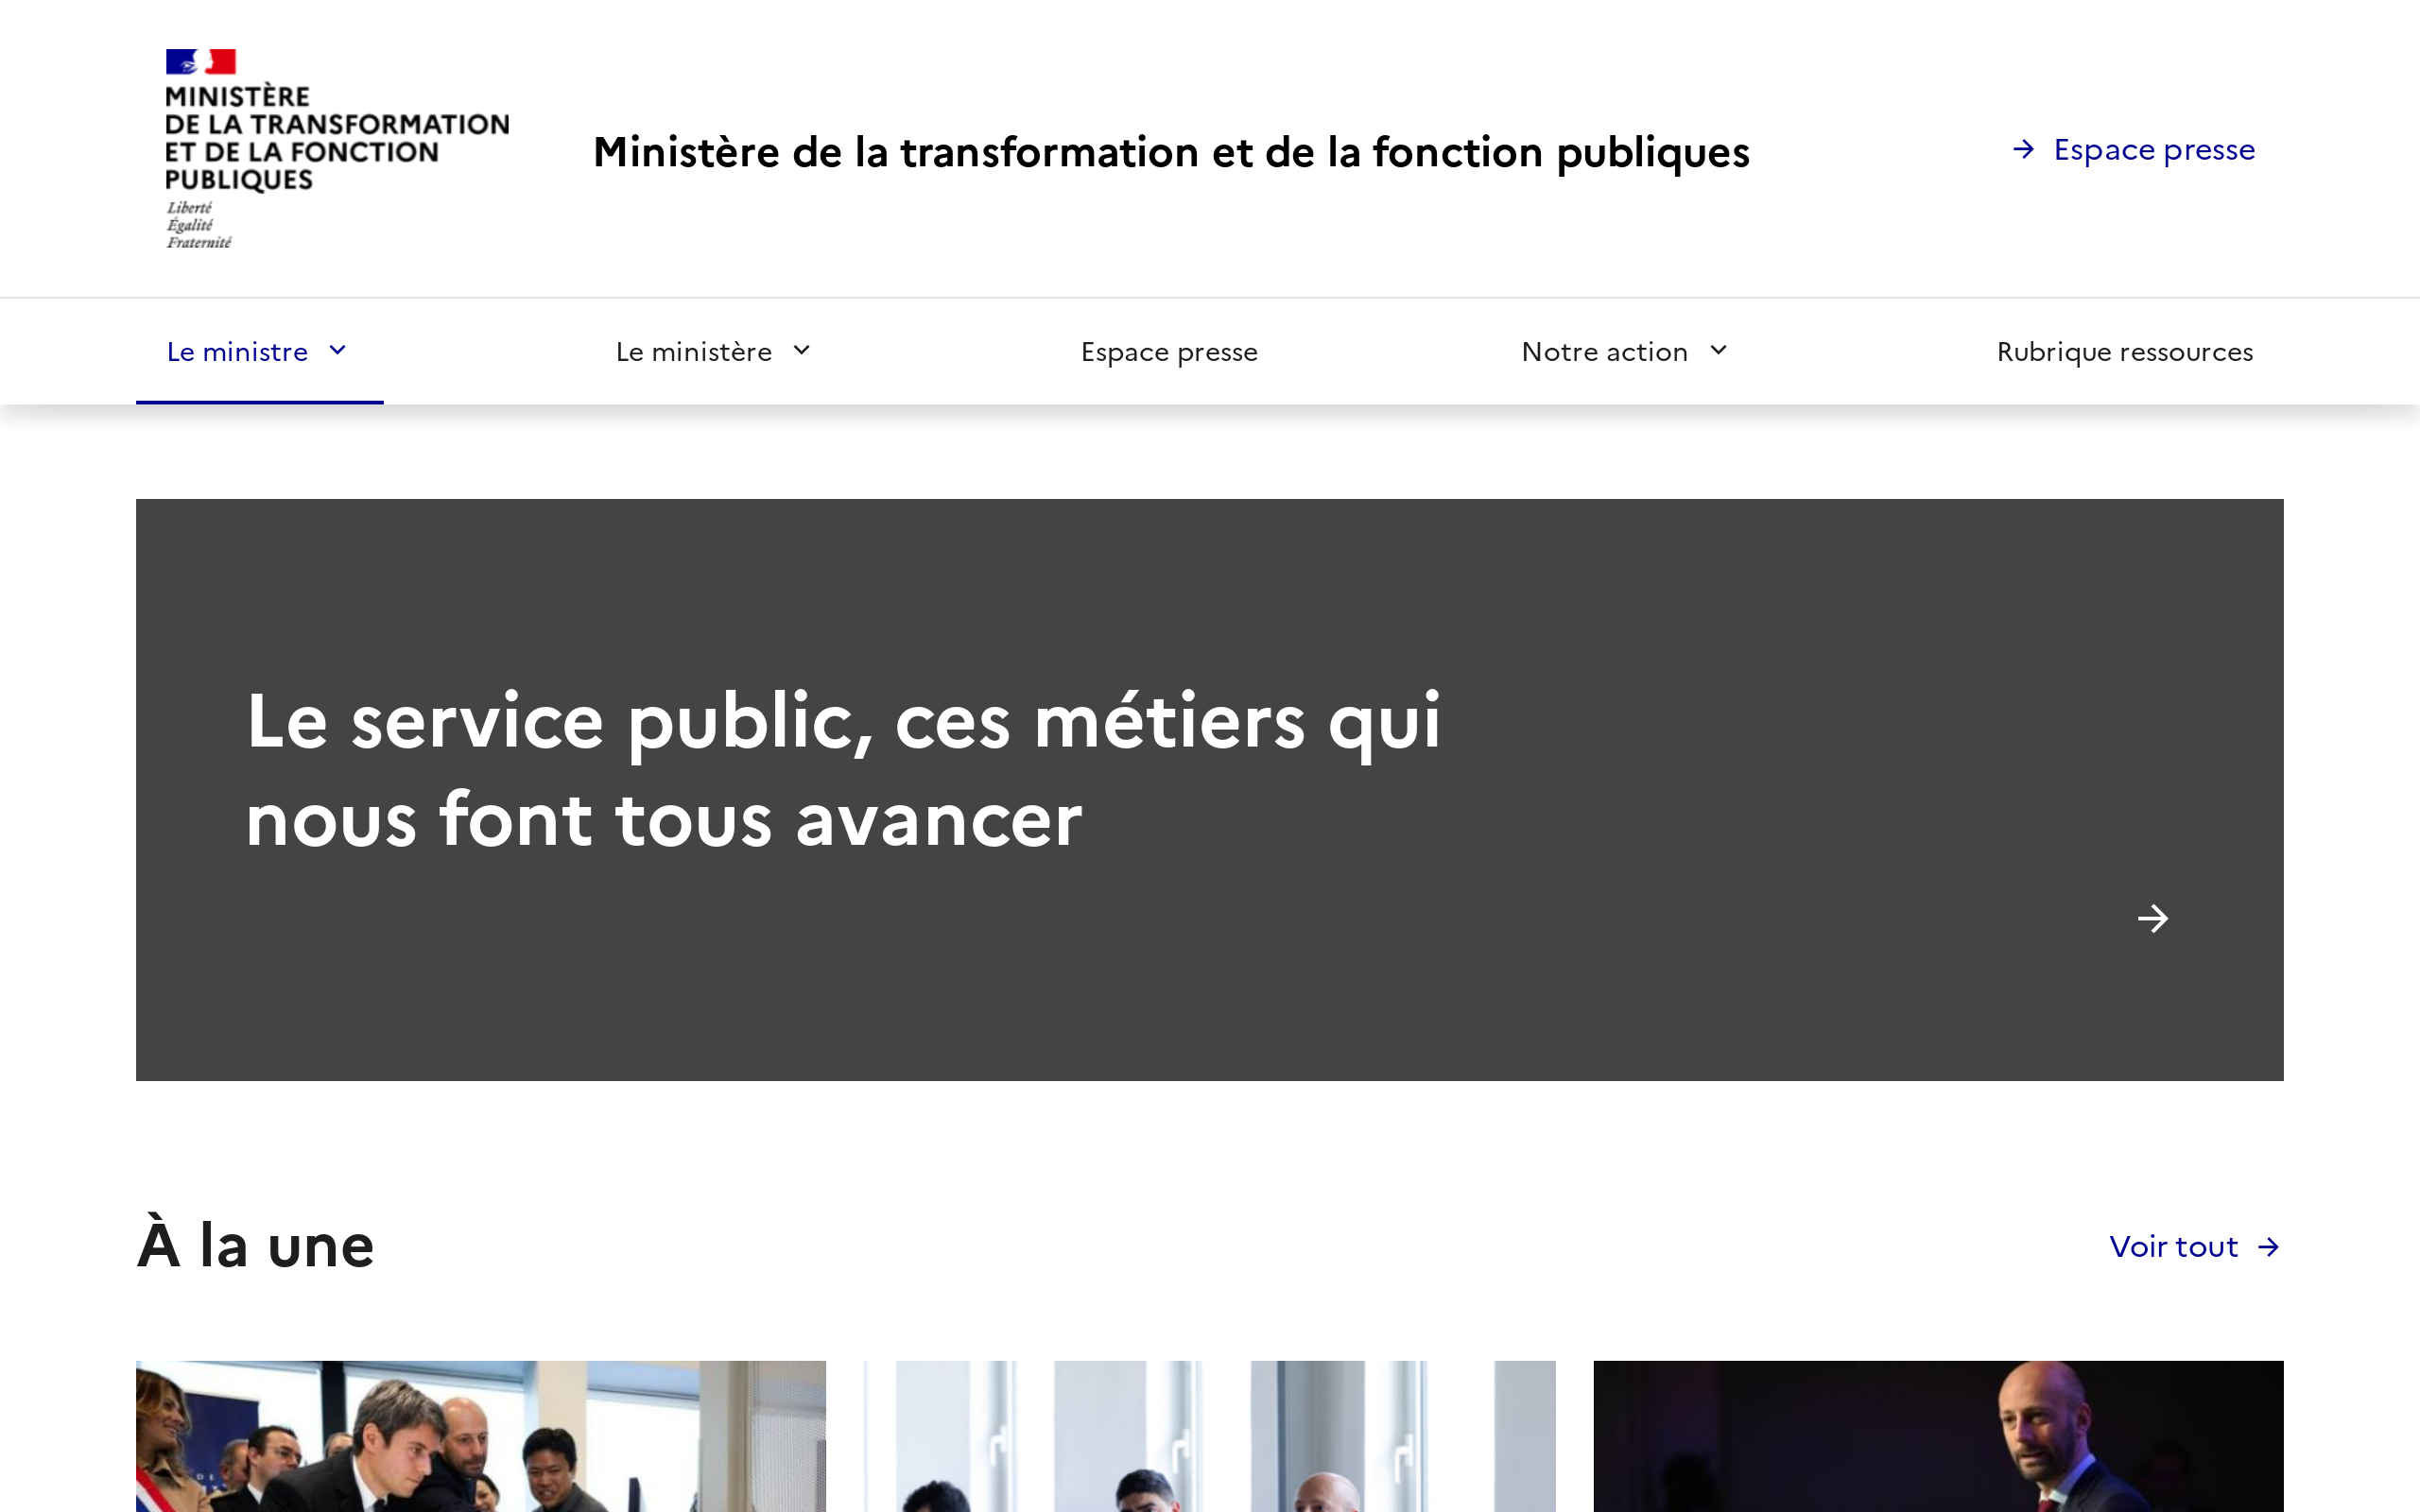 MINISTÈRE
DE LA TRANSFORMATION
ET DE LA FONCTION
PUBLIQUES
Liberté
Égalité
Fraternité
Ministère de la transformation et de la fonction publiques
Espace presse
Le ministre
Le ministère
Espace presse
Notre action
Rubrique ressources
Le service public, ces métiers qui
nous font tous avancer
À la une
Voir tout